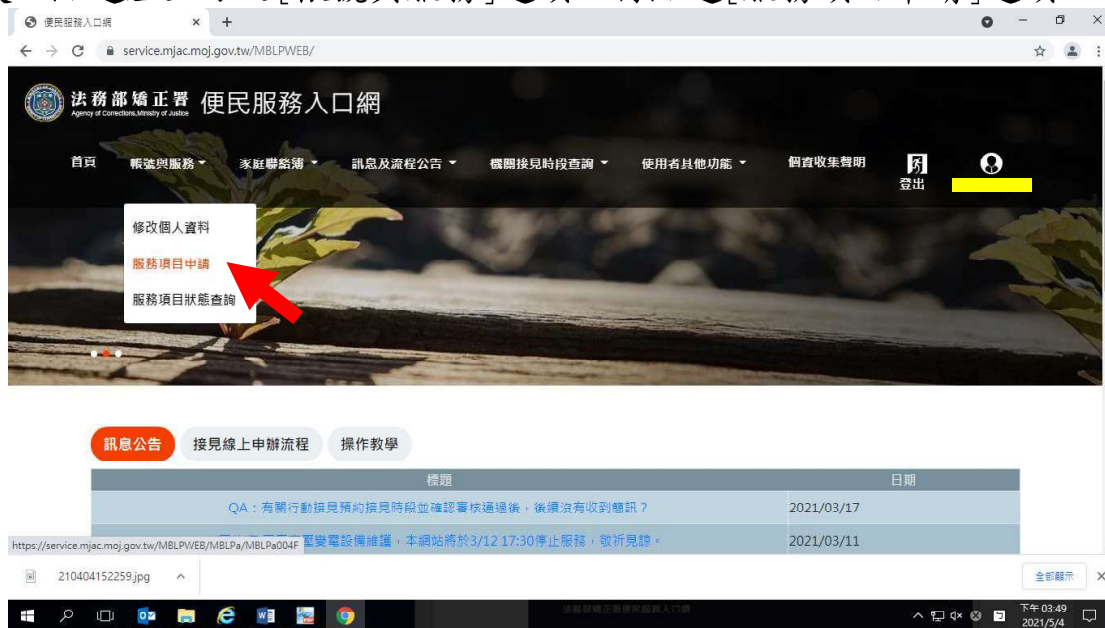 便民服務入口網
service.mjac.moj.gov.tw/MBLPWEB/
法務部矯正署 便民服務入口網
Agency of Corrections,Ministry of Justice
首頁 帳號與服務 家庭聯絡簿 訊息及流程公告 機關接見時段查詢 使用者其他功能 個資收集聲明
登出
修改個人資料
服務項目申請
服務項目狀態查詢
訊息公告 接見線上申辦流程 操作教學
標題 日期
QA：有關行動接見預約接見時段並確認審核通過後，後續沒有收到簡訊？ 2021/03/17
壓變電設備維護，本網站將於3/12 17:30停止服務，敬祈見諒。 2021/03/11
https://service.mjac.moj.gov.tw/MBLPWEB/MBLPa/MBLPa004F
210404152259.jpg 全部顯示
法務部矯正署便民服務入口網
下午 03:49
2021/5/4